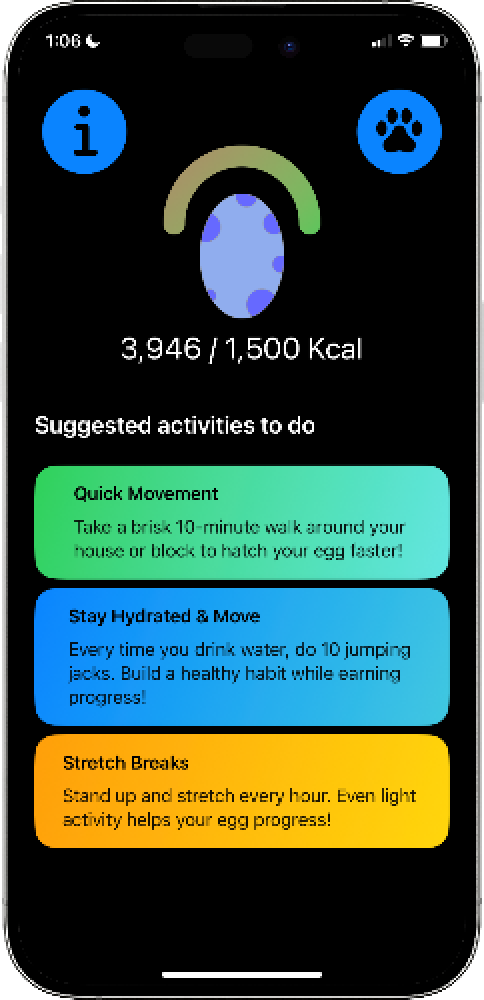 1:06
i
3,946 / 1,500 Kcal
Suggested activities to do
Quick Movement
Take a brisk 10-minute walk around your
house or block to hatch your egg faster!
Stay Hydrated & Move
Every time you drink water, do 10 jumping
jacks. Build a healthy habit while earning
progress!
Stretch Breaks
Stand up and stretch every hour. Even light
activity helps your egg progress!